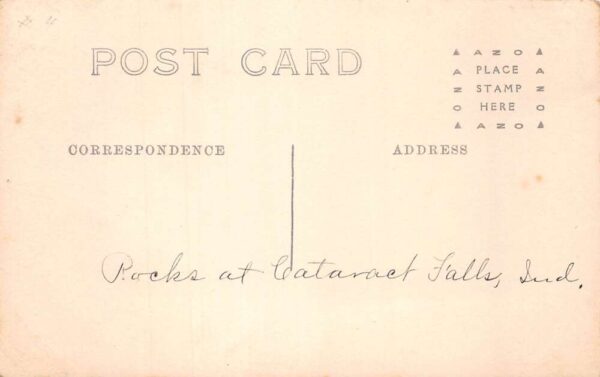 POST CARD
▲ AZO ▲
A PLACE A
Z STAMP Z
O HERE O
▲ AZO ▲
CORRESPONDENCE
ADDRESS
Rocks at Cataract Falls, Ind.